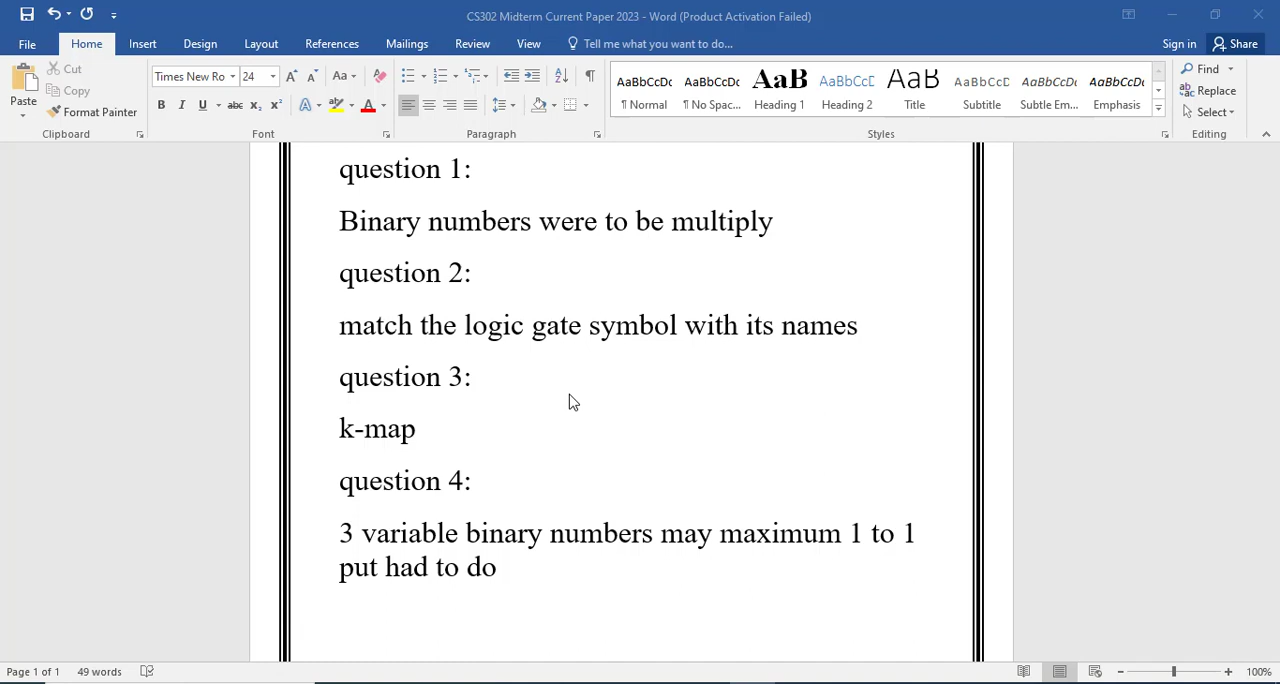 CS302 Midterm Current Paper 2023 - Word (Product Activation Failed)
File Home Insert Design Layout References Mailings Review View Tell me what you want to do... Sign in Share
Cut
Copy
Format Painter
Paste
Clipboard
Times New Ro 24
Font
Paragraph
AaBbCcDc AaBbCcDc AaB AaBbCcD AaB AaBbCcD AaBbCcDc AaBbCcDc
¶ Normal ¶ No Spac... Heading 1 Heading 2 Title Subtitle Subtle Em... Emphasis
Styles
Find
Replace
Select
Editing
question 1:
Binary numbers were to be multiply
question 2:
match the logic gate symbol with its names
question 3:
k-map
question 4:
3 variable binary numbers may maximum 1 to 1
put had to do
Page 1 of 1 49 words 100%